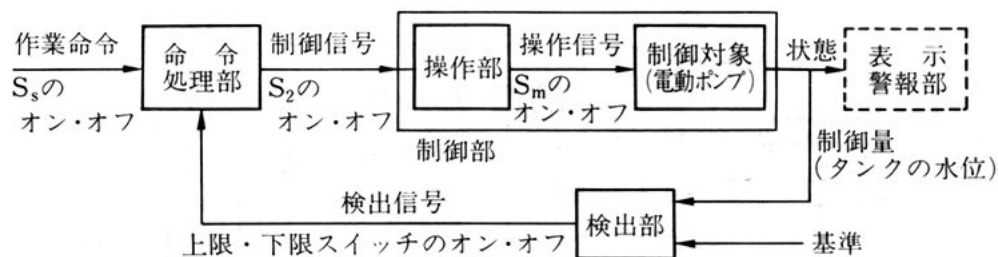 作業命令
Ssの
オン・オフ
命令
処理部
制御信号
S2の
オン・オフ
操作部
操作信号
Smの
オン・オフ
制御対象
(電動ポンプ)
制御部
状態
表示
警報部
制御量
(タンクの水位)
検出信号
上限・下限スイッチのオン・オフ
検出部
基準